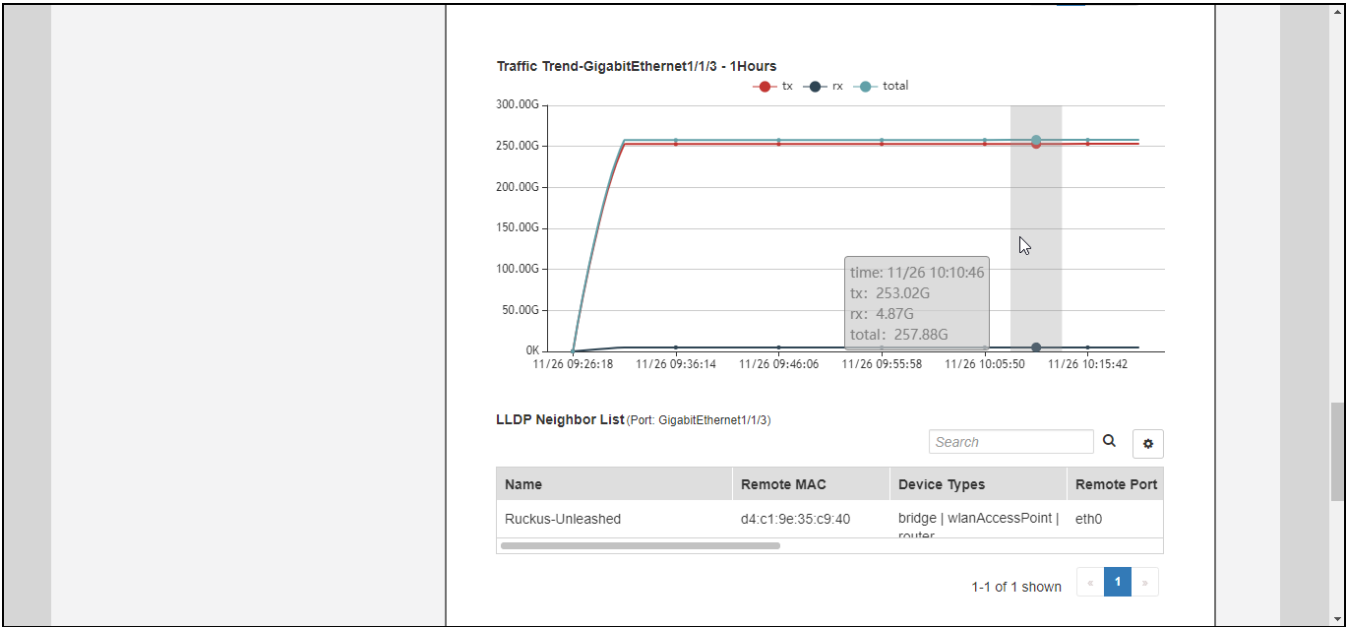 Traffic Trend-GigabitEthernet1/1/3 - 1Hours
tx rx total
300.00G
250.00G
200.00G
150.00G
100.00G
50.00G
0K
time: 11/26 10:10:46
tx: 253.02G
rx: 4.87G
total: 257.88G
11/26 09:26:18 11/26 09:36:14 11/26 09:46:06 11/26 09:55:58 11/26 10:05:50 11/26 10:15:42
LLDP Neighbor List (Port: GigabitEthernet1/1/3)
Search
Name Remote MAC Device Types Remote Port
Ruckus-Unleashed d4:c1:9e:35:c9:40 bridge | wlanAccessPoint | eth0
router
1-1 of 1 shown « 1 »